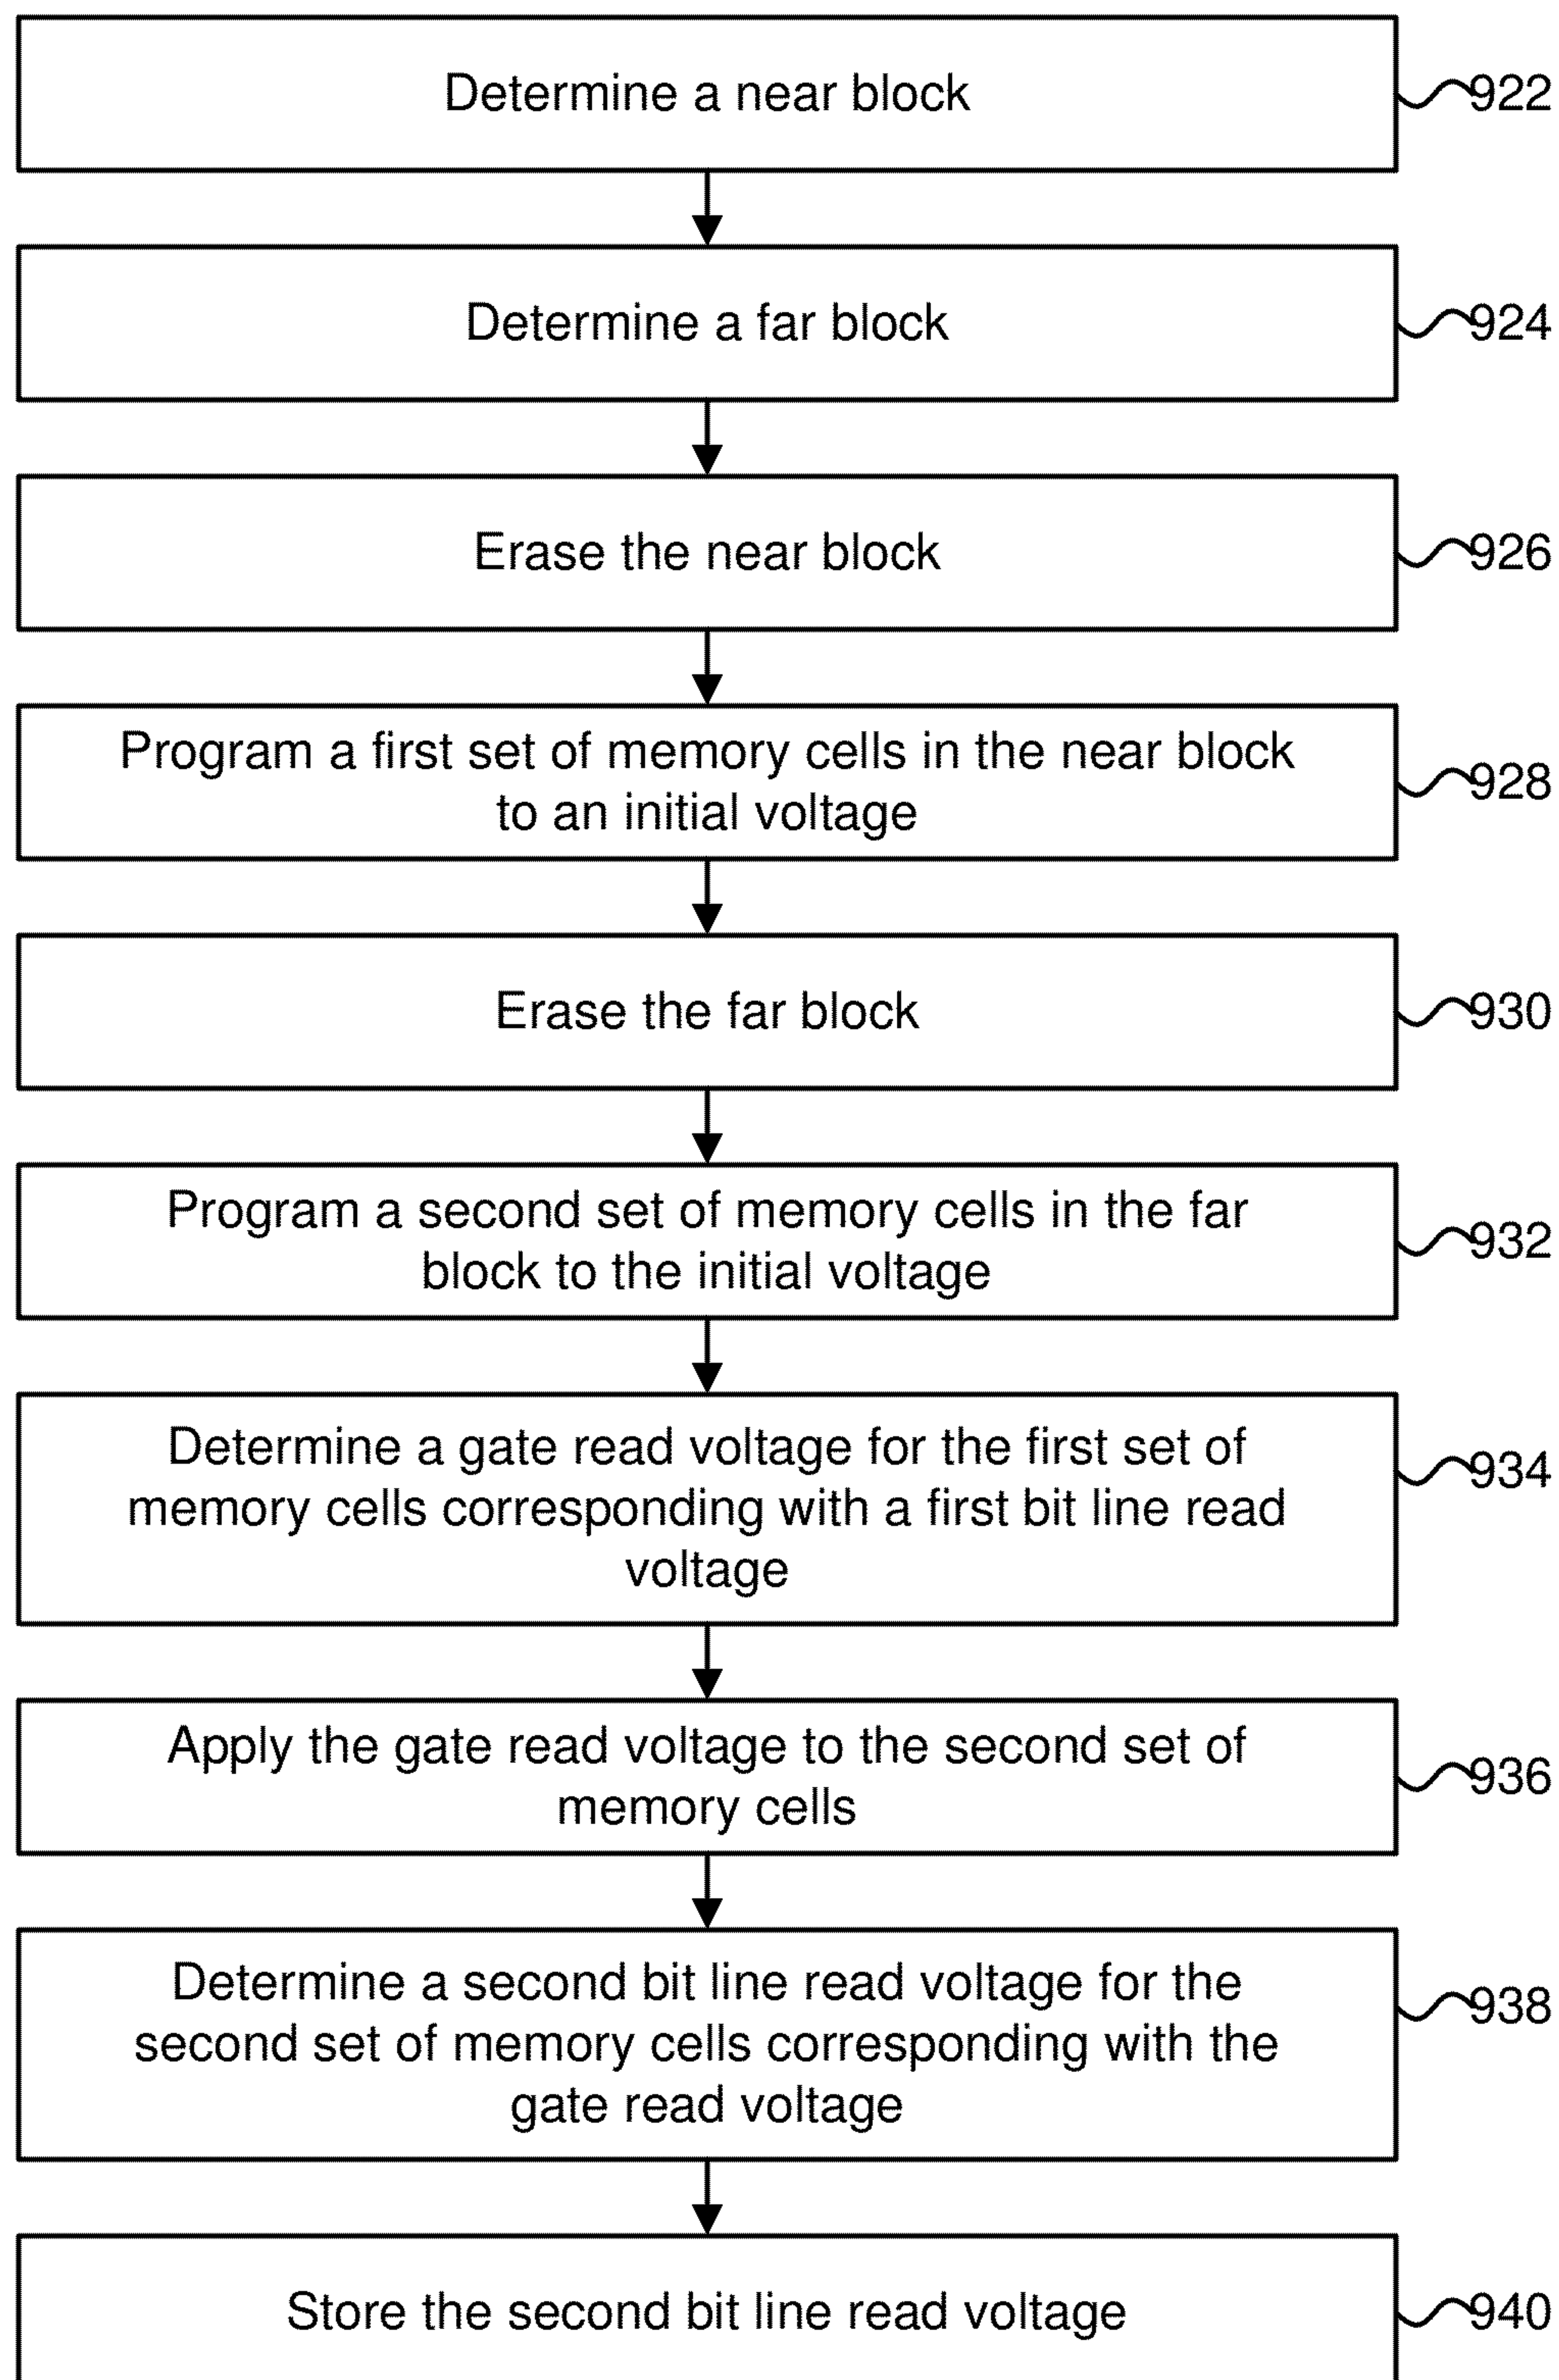 Determine a near block
922
Determine a far block
924
Erase the near block
926
Program a first set of memory cells in the near block
to an initial voltage
928
Erase the far block
930
Program a second set of memory cells in the far
block to the initial voltage
932
Determine a gate read voltage for the first set of
memory cells corresponding with a first bit line read
voltage
934
Apply the gate read voltage to the second set of
memory cells
936
Determine a second bit line read voltage for the
second set of memory cells corresponding with the
gate read voltage
938
Store the second bit line read voltage
940